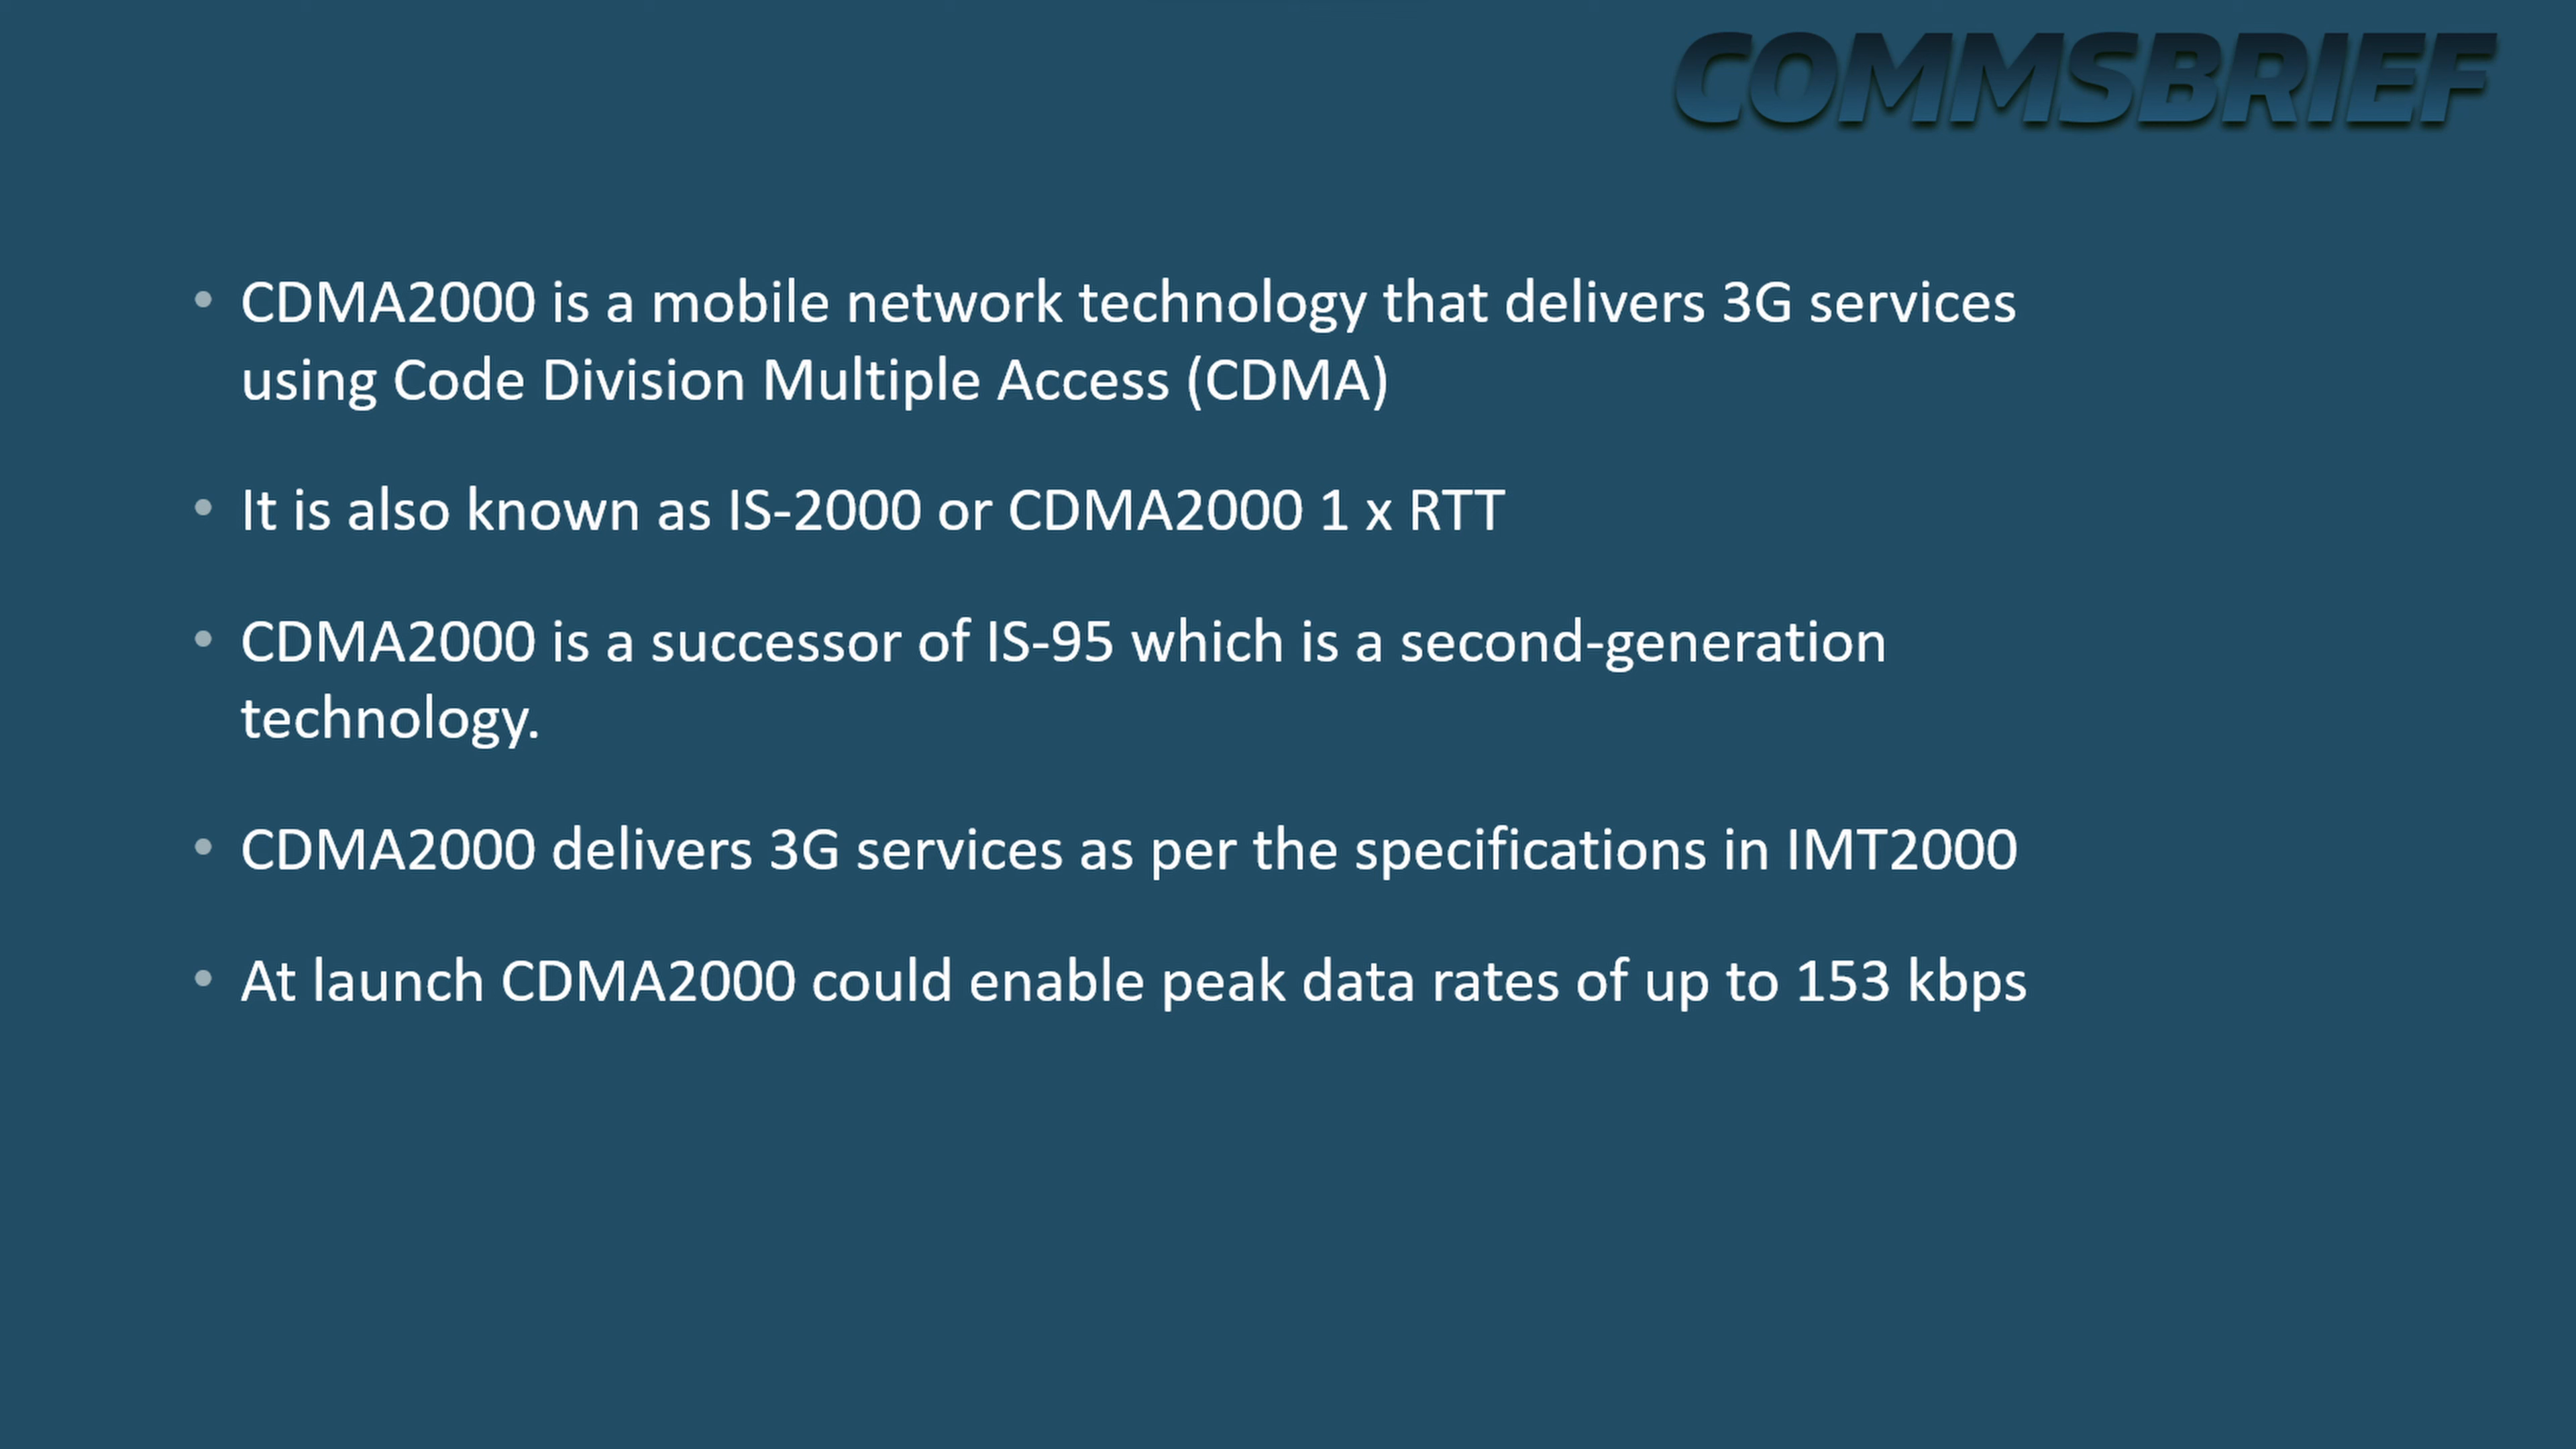 COMMSBRIEF
• CDMA2000 is a mobile network technology that delivers 3G services
using Code Division Multiple Access (CDMA)
• It is also known as IS-2000 or CDMA2000 1 x RTT
• CDMA2000 is a successor of IS-95 which is a second-generation
technology.
• CDMA2000 delivers 3G services as per the specifications in IMT2000
• At launch CDMA2000 could enable peak data rates of up to 153 kbps